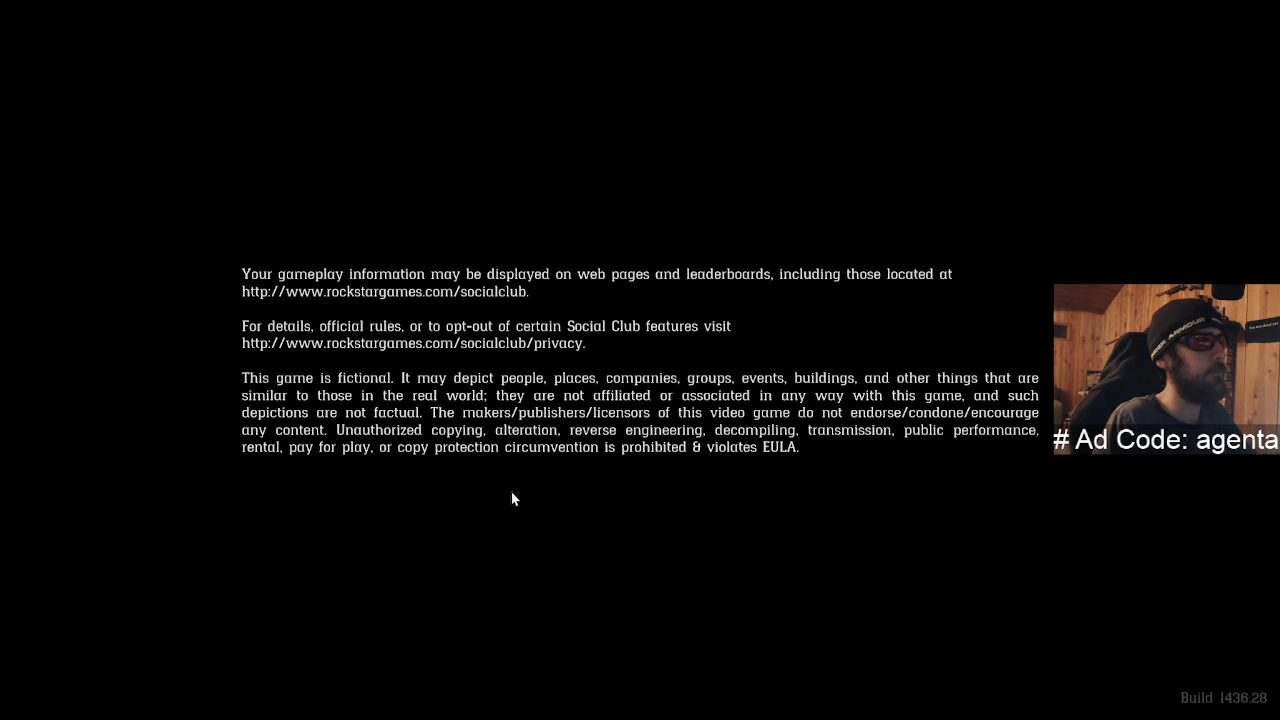 Your gameplay information may be displayed on web pages and leaderboards, including those located at
http://www.rockstargames.com/socialclub.
For details, official rules, or to opt-out of certain Social Club features visit
http://www.rockstargames.com/socialclub/privacy.
This game is fictional. It may depict people, places, companies, groups, events, buildings, and other things that are
similar to those in the real world; they are not affiliated or associated in any way with this game, and such
depictions are not factual. The makers/publishers/licensors of this video game do not endorse/condone/encourage
any content. Unauthorized copying, alteration, reverse engineering, decompiling, transmission, public performance,
rental, pay for play, or copy protection circumvention is prohibited & violates EULA.
# Ad Code: agenta
Build 1436.28